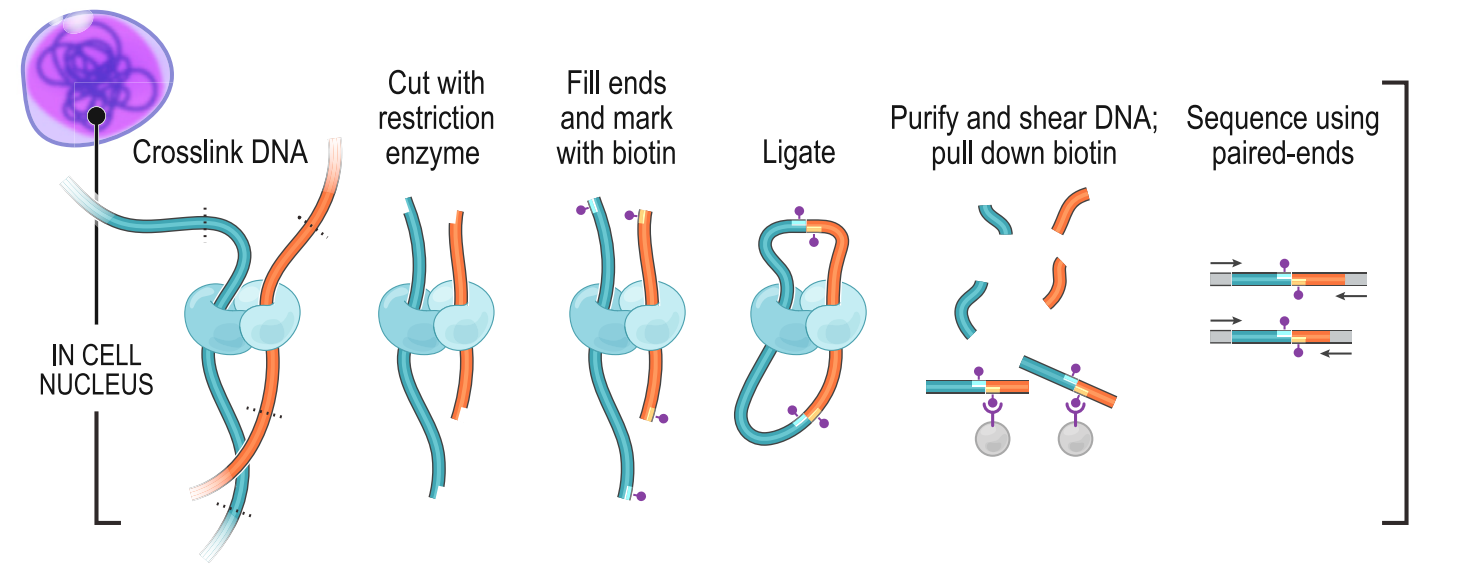 Crosslink DNA
Cut with
restriction
enzyme
Fill ends
and mark
with biotin
Ligate
Purify and shear DNA;
pull down biotin
Sequence using
paired-ends
IN CELL
NUCLEUS